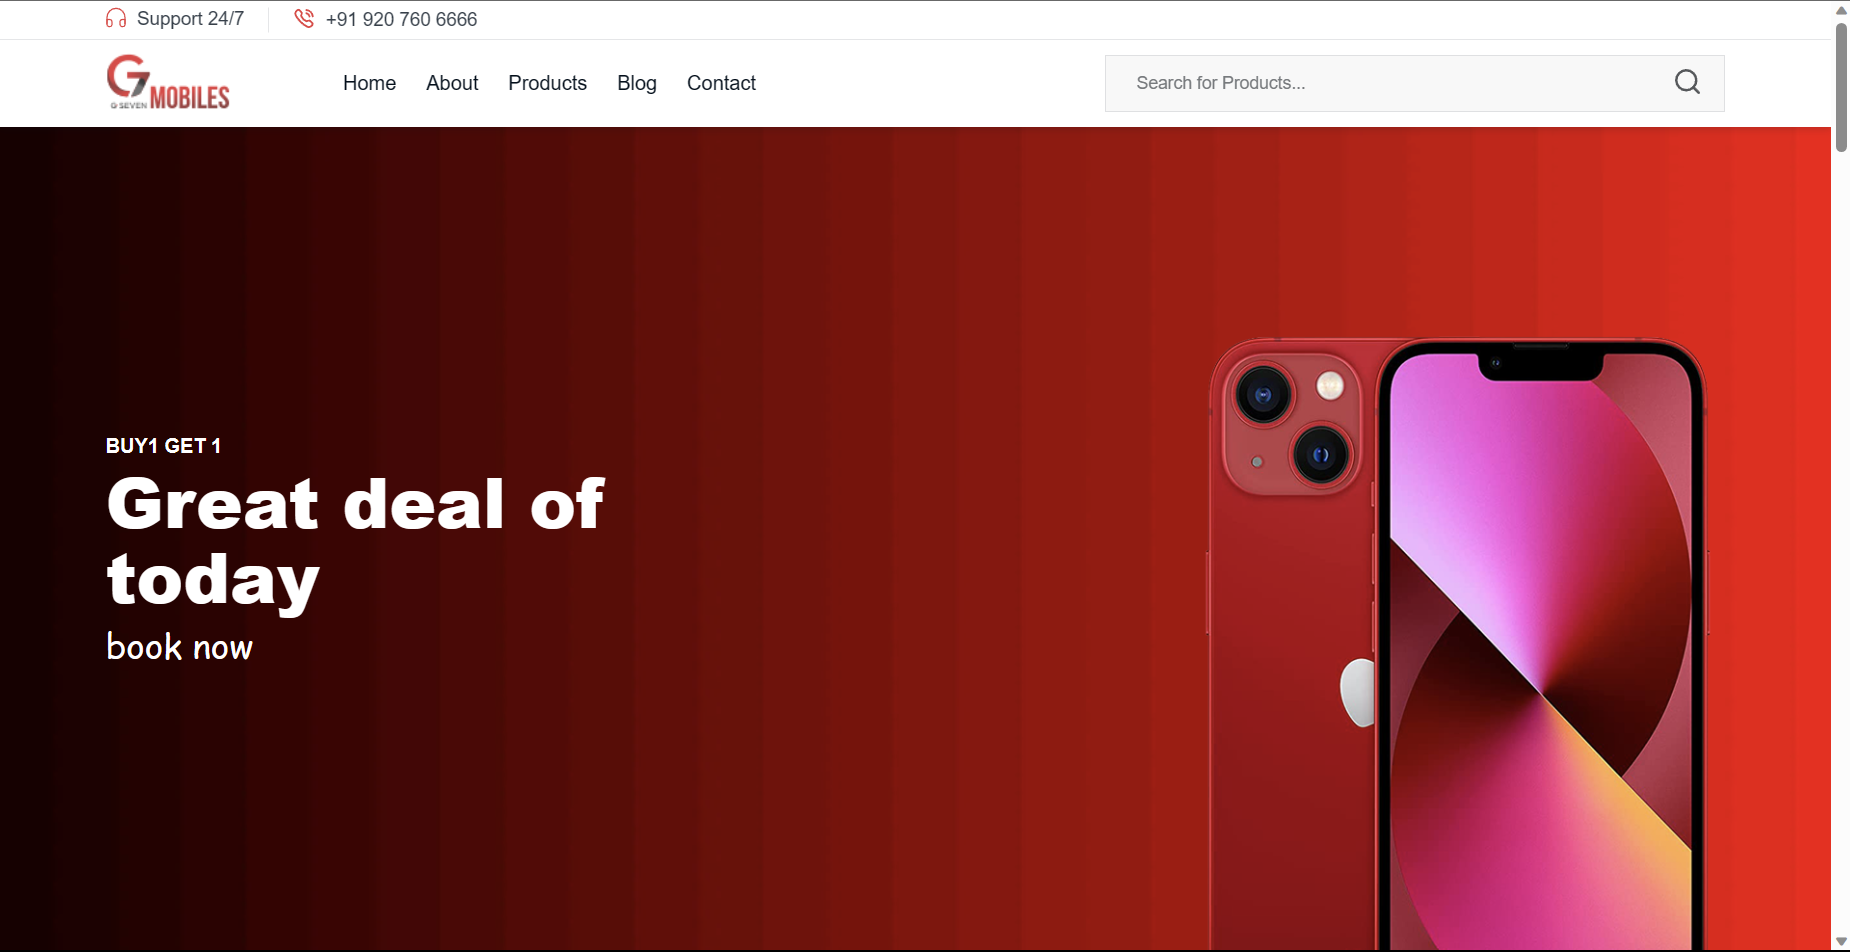 Support 24/7
+91 920 760 6666
G7
G SEVEN MOBILES
Home About Products Blog Contact
Search for Products...
BUY1 GET 1
Great deal of
today
book now